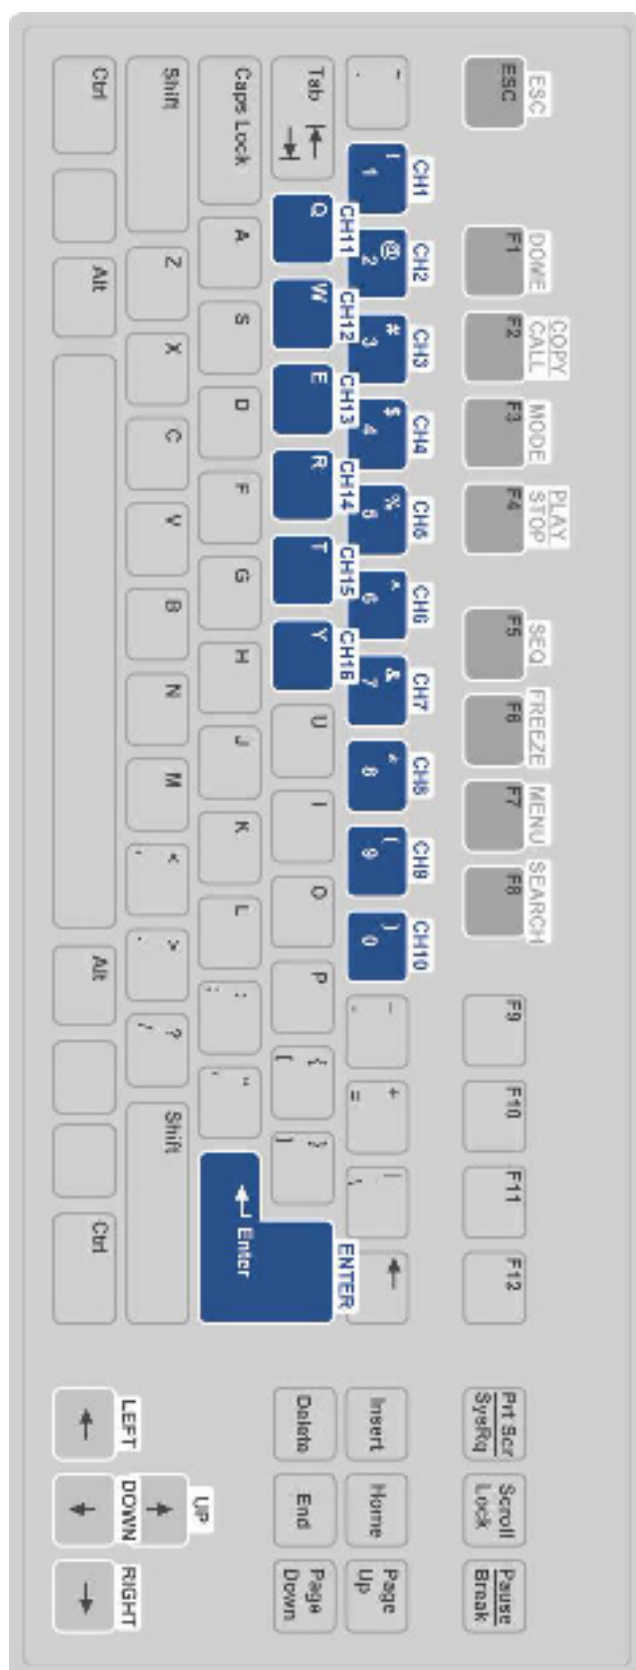 ESC
DOME
COPY
CALL
MODE
PLAY
STOP
SEQ
FREEZE
MENU
SEARCH
ESC
F1
F2
F3
F4
F5
F6
F7
F8
F9
F10
F11
F12
Prt Scr
SysRq
Scroll
Lock
Pause
Break
CH1
CH2
CH3
CH4
CH5
CH6
CH7
CH8
CH9
CH10
~
!
1
@
2
#
3
$
4
%
5
^
6
&
7
*
8
(
9
)
0
+
=
|
Insert
Home
Page
Up
CH11
CH12
CH13
CH14
CH15
CH16
ENTER
Tab
Q
W
E
R
T
Y
U
I
O
P
{
[
}
]
Enter
Delete
End
Page
Down
Caps Lock
A
S
D
F
G
H
J
K
L
:
;
"
'
Shift
Z
X
C
V
B
N
M
<
,
>
.
?
/
Shift
UP
Ctrl
Alt
Alt
Ctrl
LEFT
DOWN
RIGHT